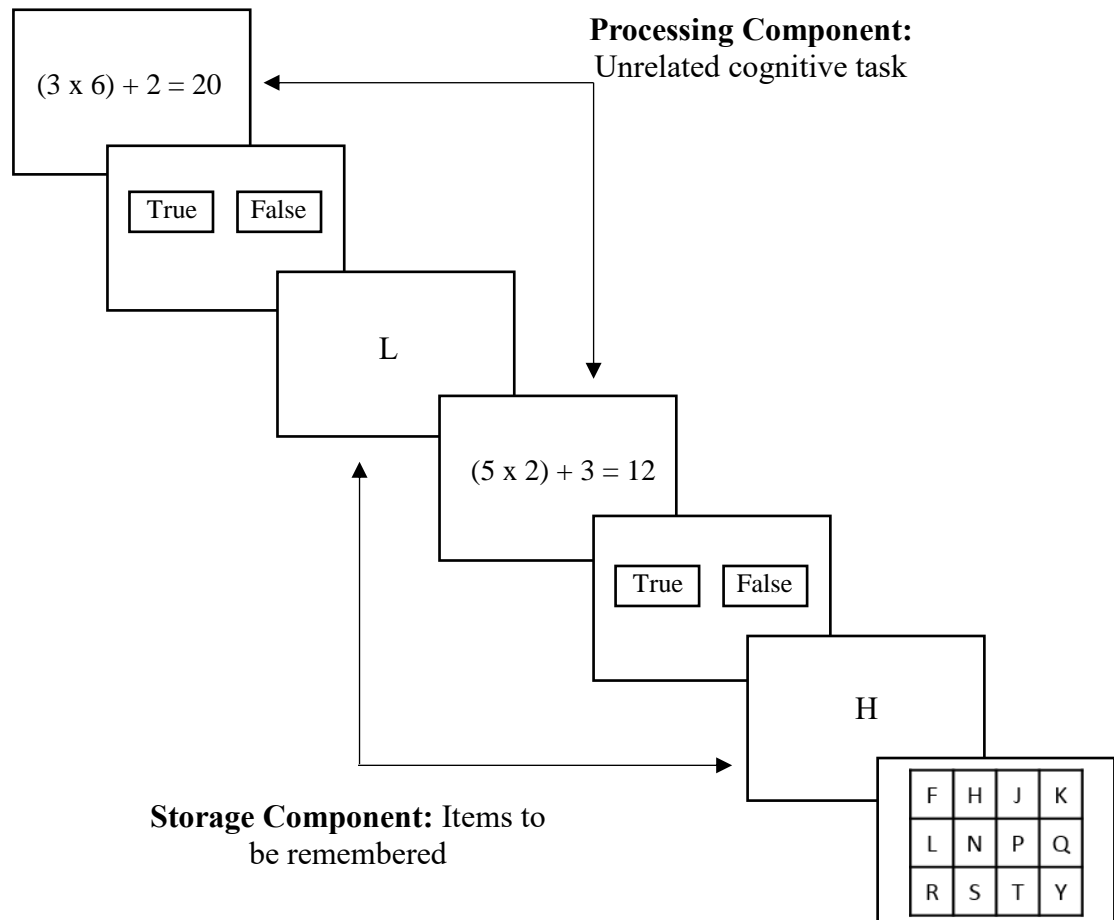 Processing Component:
Unrelated cognitive task
(3 x 6) + 2 = 20
True False
L
(5 x 2) + 3 = 12
True False
H
Storage Component: Items to
be remembered
F H J K
L N P Q
R S T Y